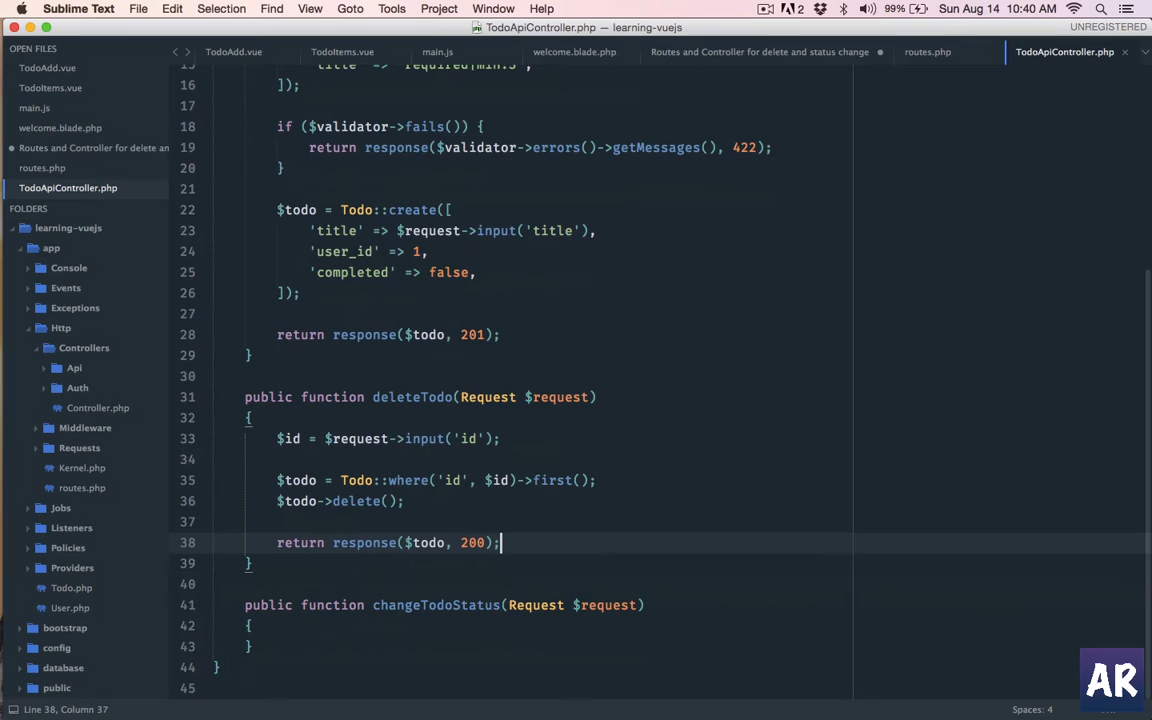 Sublime Text File Edit Selection Find View Goto Tools Project Window Help 2 99% Sun Aug 14 10:40 AM
TodoApiController.php — learning-vuejs UNREGISTERED
OPEN FILES
TodoAdd.vue
TodoItems.vue
main.js
welcome.blade.php
Routes and Controller for delete an
routes.php
TodoApiController.php
FOLDERS
learning-vuejs
app
Console
Events
Exceptions
Http
Controllers
Api
Auth
Controller.php
Middleware
Requests
Kernel.php
routes.php
Jobs
Listeners
Policies
Providers
Todo.php
User.php
bootstrap
config
database
public
TodoAdd.vue TodoItems.vue main.js welcome.blade.php Routes and Controller for delete and status change routes.php TodoApiController.php
15 'title' => 'required|min:3',
16 ]);
17
18 if ($validator->fails()) {
19 return response($validator->errors()->getMessages(), 422);
20 }
21
22 $todo = Todo::create([
23 'title' => $request->input('title'),
24 'user_id' => 1,
25 'completed' => false,
26 ]);
27
28 return response($todo, 201);
29 }
30
31 public function deleteTodo(Request $request)
32 {
33 $id = $request->input('id');
34
35 $todo = Todo::where('id', $id)->first();
36 $todo->delete();
37
38 return response($todo, 200);
39 }
40
41 public function changeTodoStatus(Request $request)
42 {
43 }
44 }
45
Line 38, Column 37 Spaces: 4
AR